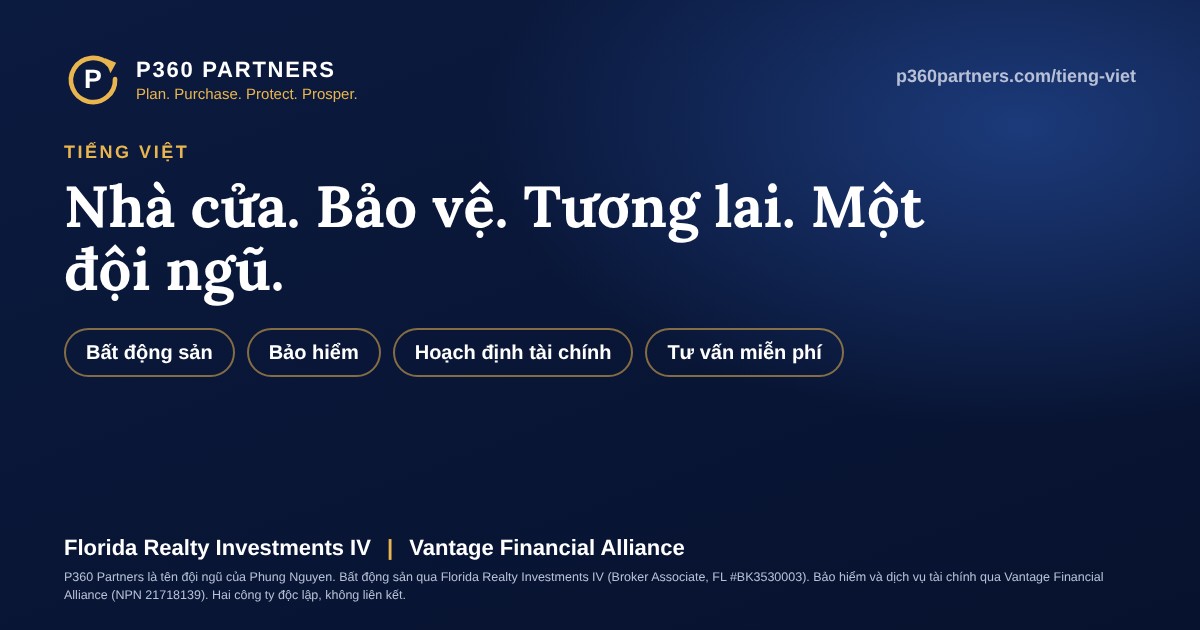 P
P360 PARTNERS
Plan. Purchase. Protect. Prosper.
p360partners.com/tieng-viet
TIẾNG VIỆT
Nhà cửa. Bảo vệ. Tương lai. Một
đội ngũ.
Bất động sản
Bảo hiểm
Hoạch định tài chính
Tư vấn miễn phí
Florida Realty Investments IV | Vantage Financial Alliance
P360 Partners là tên đội ngũ của Phung Nguyen. Bất động sản qua Florida Realty Investments IV (Broker Associate, FL #BK3530003). Bảo hiểm và dịch vụ tài chính qua Vantage Financial
Alliance (NPN 21718139). Hai công ty độc lập, không liên kết.